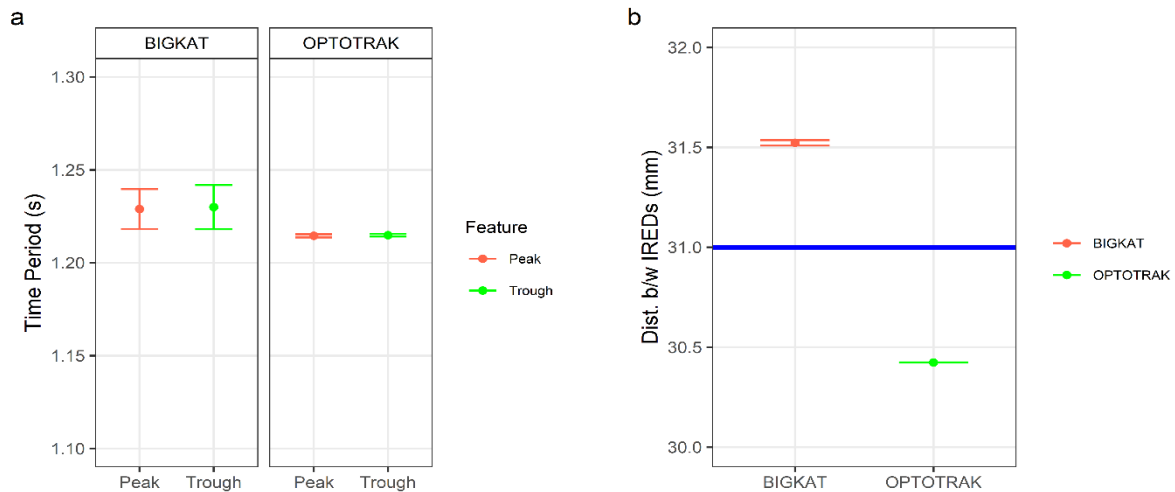 a
BIGKAT
OPTOTRAK
Time Period (s)
1.30
1.25
1.20
1.15
1.10
Peak
Trough
Peak
Trough
Feature
Peak
Trough
b
Dist. b/w IREDs (mm)
32.0
31.5
31.0
30.5
30.0
BIGKAT
OPTOTRAK
BIGKAT
OPTOTRAK